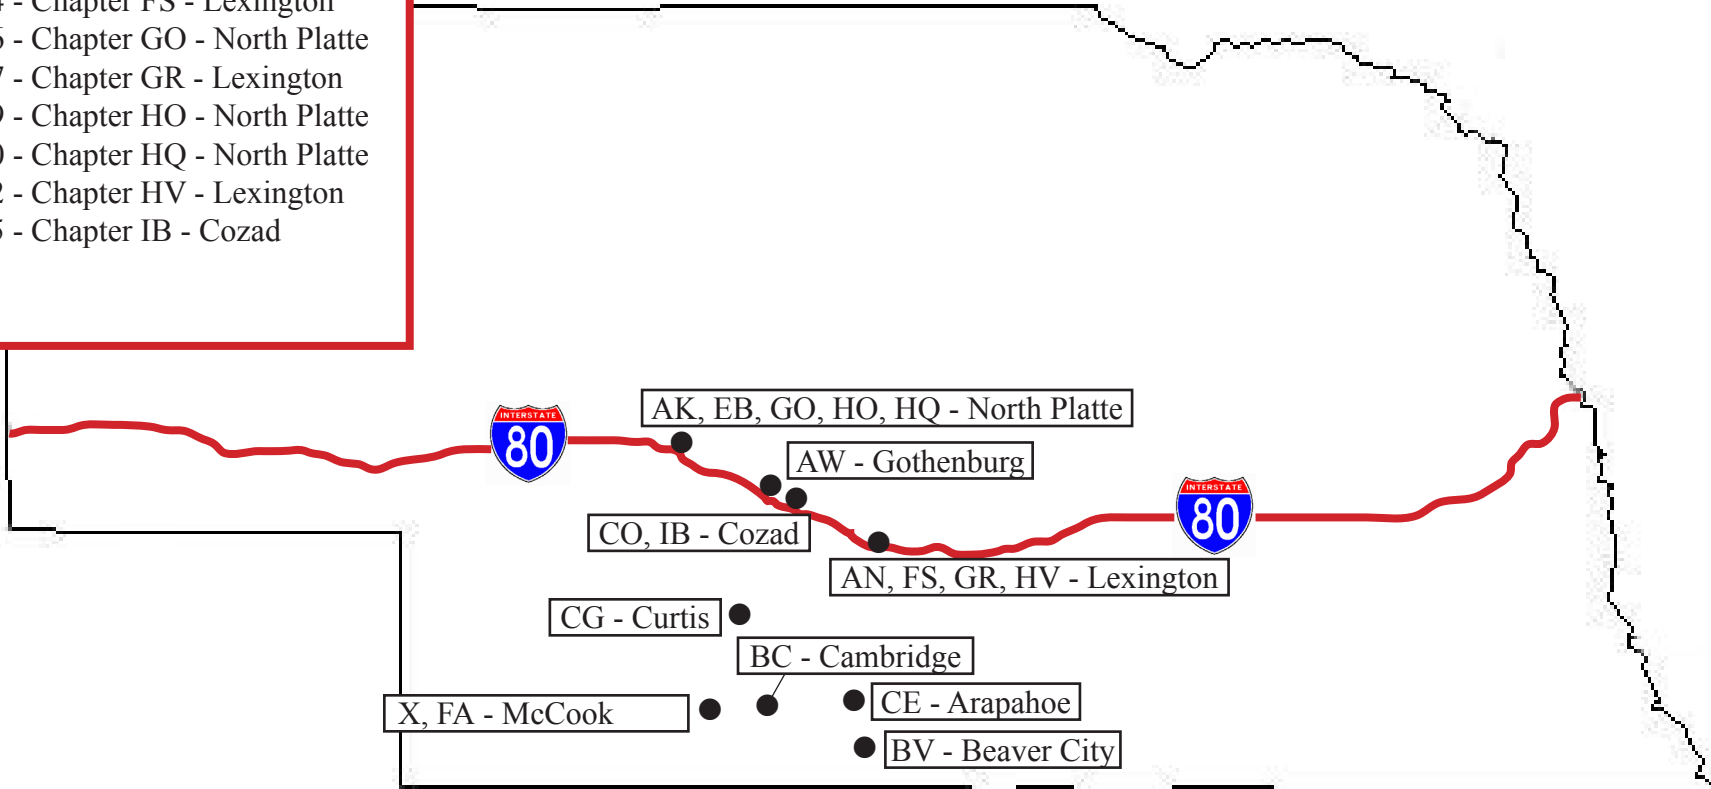 - Chapter FS - Lexington
- Chapter GO - North Platte
- Chapter GR - Lexington
- Chapter HO - North Platte
- Chapter HQ - North Platte
- Chapter HV - Lexington
- Chapter IB - Cozad
AK, EB, GO, HO, HQ - North Platte
INTERSTATE
80
AW - Gothenburg
INTERSTATE
80
CO, IB - Cozad
AN, FS, GR, HV - Lexington
CG - Curtis
BC - Cambridge
CE - Arapahoe
X, FA - McCook
BV - Beaver City